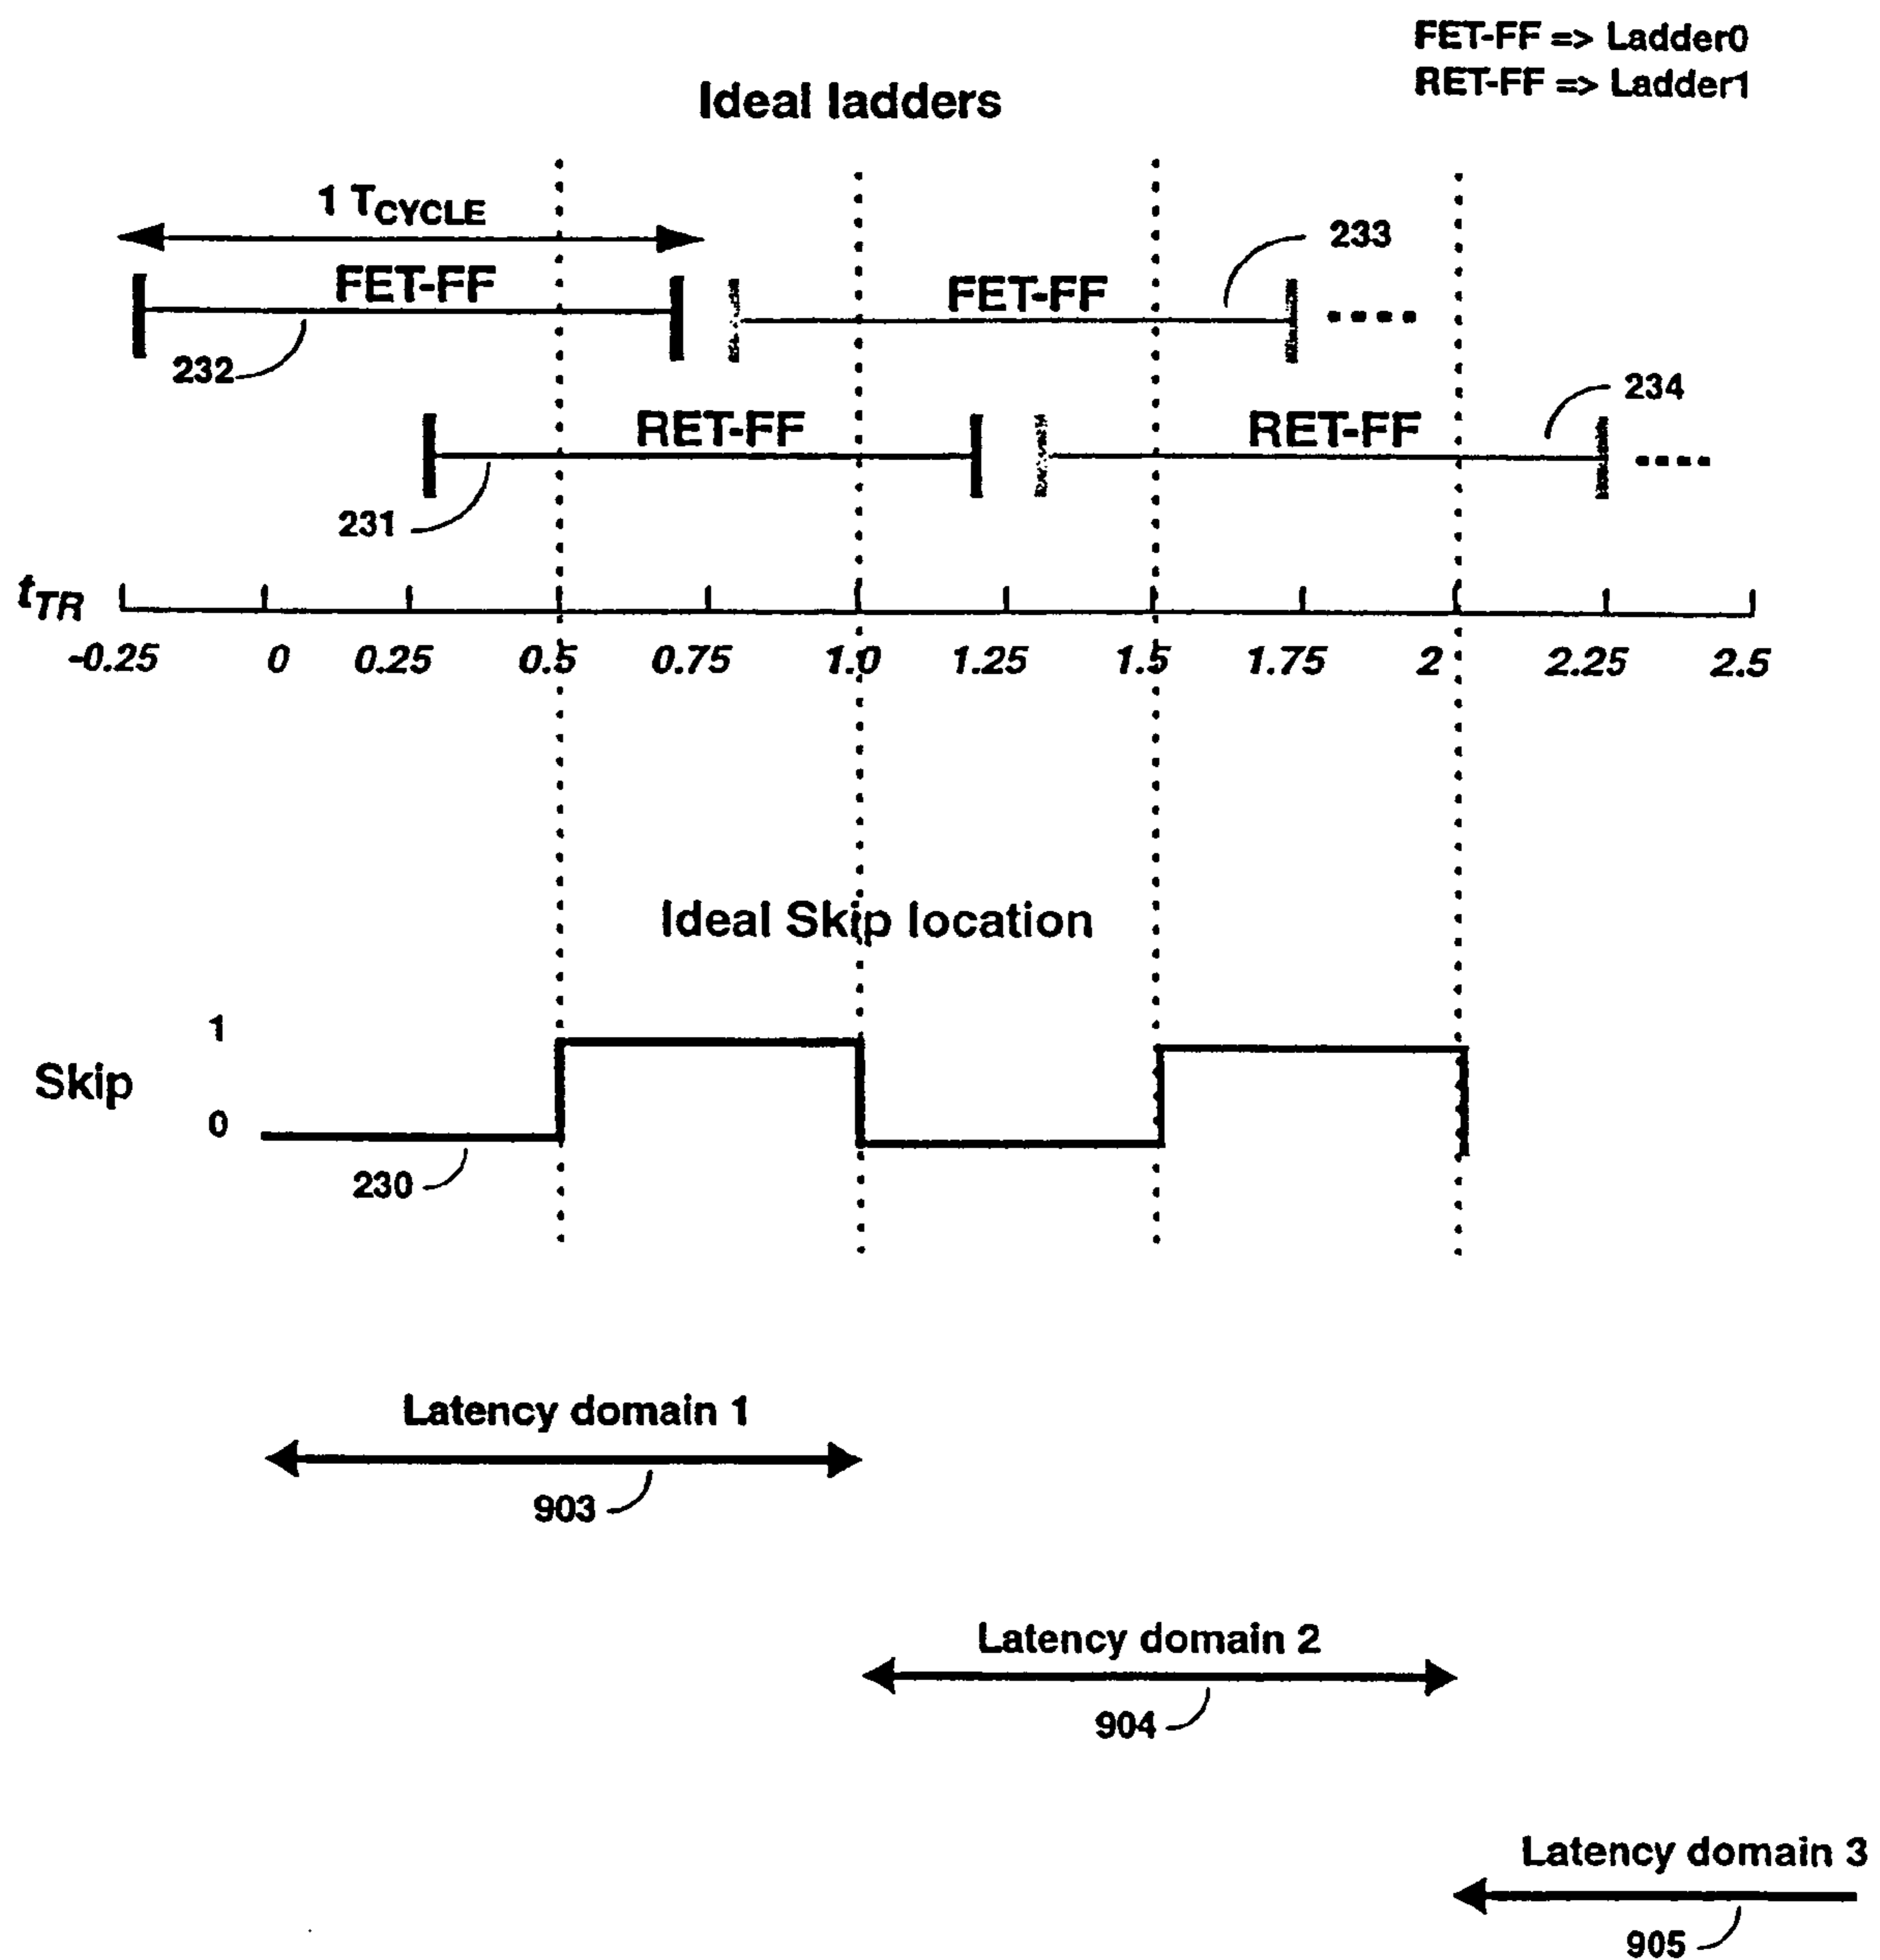 FET-FF => Ladder0
RET-FF => Ladder1
Ideal ladders
1 TCYCLE
233
FET-FF
FET-FF
232
234
RET-FF
RET-FF
231
tTR
-0.25 0 0.25 0.5 0.75 1.0 1.25 1.5 1.75 2 2.25 2.5
Ideal Skip location
1
Skip
0
230
Latency domain 1
903
Latency domain 2
904
Latency domain 3
905